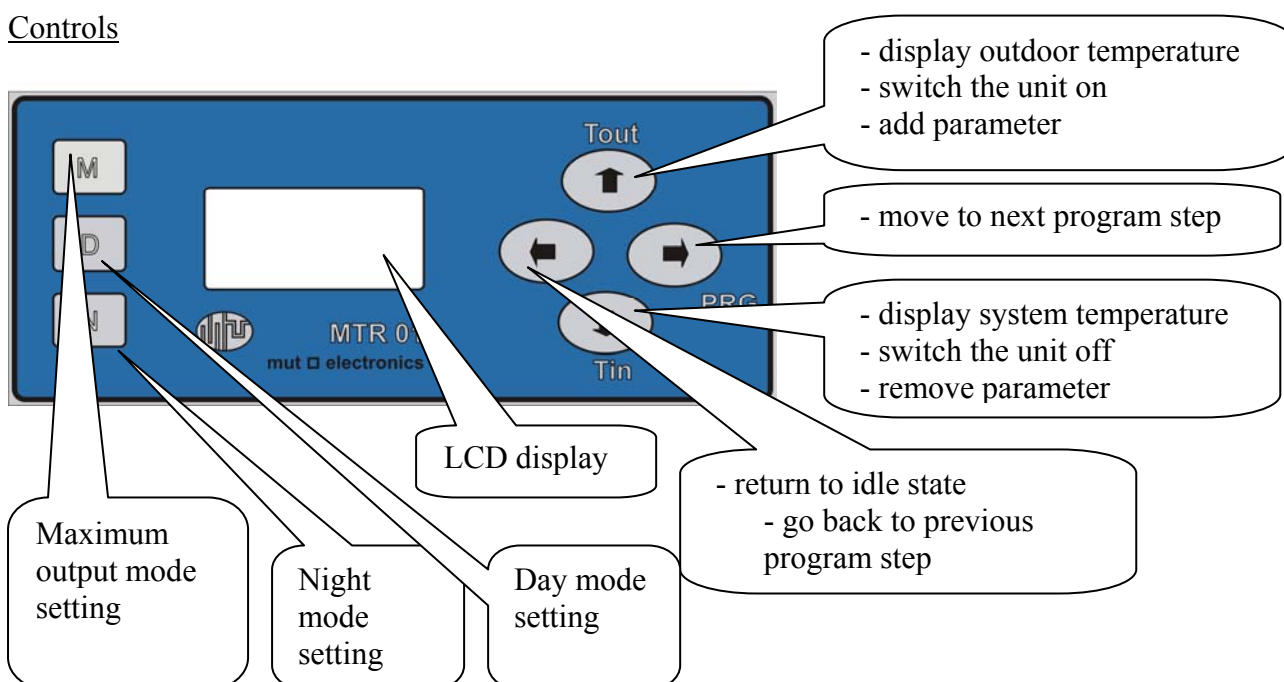 Controls
- display outdoor temperature
- switch the unit on
- add parameter
Tout
M
- move to next program step
D
PRG
N
- display system temperature
- switch the unit off
- remove parameter
MTR 01
mut electronics
Tin
LCD display
- return to idle state
- go back to previous
program step
Maximum
output mode
setting
Night
mode
setting
Day mode
setting